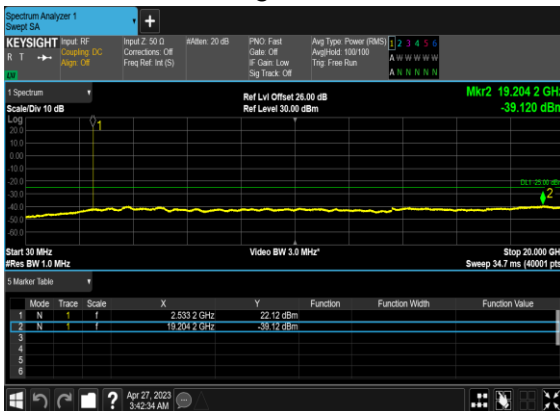 Spectrum Analyzer 1
Swept SA
+
KEYSIGHT Input: RF Input Z: 50 Ω #Atten: 20 dB PNO: Fast Avg Type: Power (RMS) 1 2 3 4 5 6
R T Coupling: DC Corrections: Off Gate: Off Avg|Hold: 100/100 A W W W W W
Align: Off Freq Ref: Int (S) IF Gain: Low Trig: Free Run
Sig Track: Off A N N N N N
1 Spectrum Ref Lvl Offset 26.00 dB Mkr2 19.204 2 GHz
Scale/Div 10 dB Ref Level 30.00 dBm -39.120 dBm
Log
20.0
10.0
0.00
-10.0
-20.0
-30.0
-40.0
-50.0
-60.0
1
DL1 -25.00 dBm
2
Start 30 MHz Video BW 3.0 MHz* Stop 20.000 GHz
#Res BW 1.0 MHz Sweep 34.7 ms (40001 pts)
5 Marker Table
Mode Trace Scale X Y Function Function Width Function Value
1 N 1 f 2.533 2 GHz 22.12 dBm
2 N 1 f 19.204 2 GHz -39.12 dBm
3
4
5
6
? Apr 27, 2023
3:42:34 AM